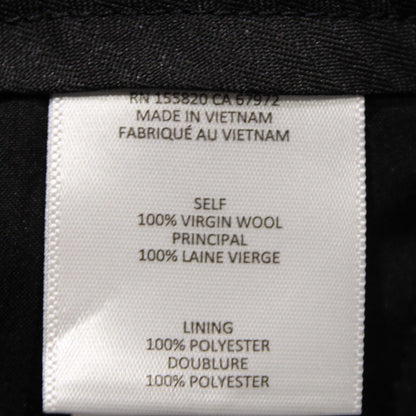 RN 155820 CA 67972
MADE IN VIETNAM
FABRIQUÉ AU VIETNAM
SELF
100% VIRGIN WOOL
PRINCIPAL
100% LAINE VIERGE
LINING
100% POLYESTER
DOUBLURE
100% POLYESTER